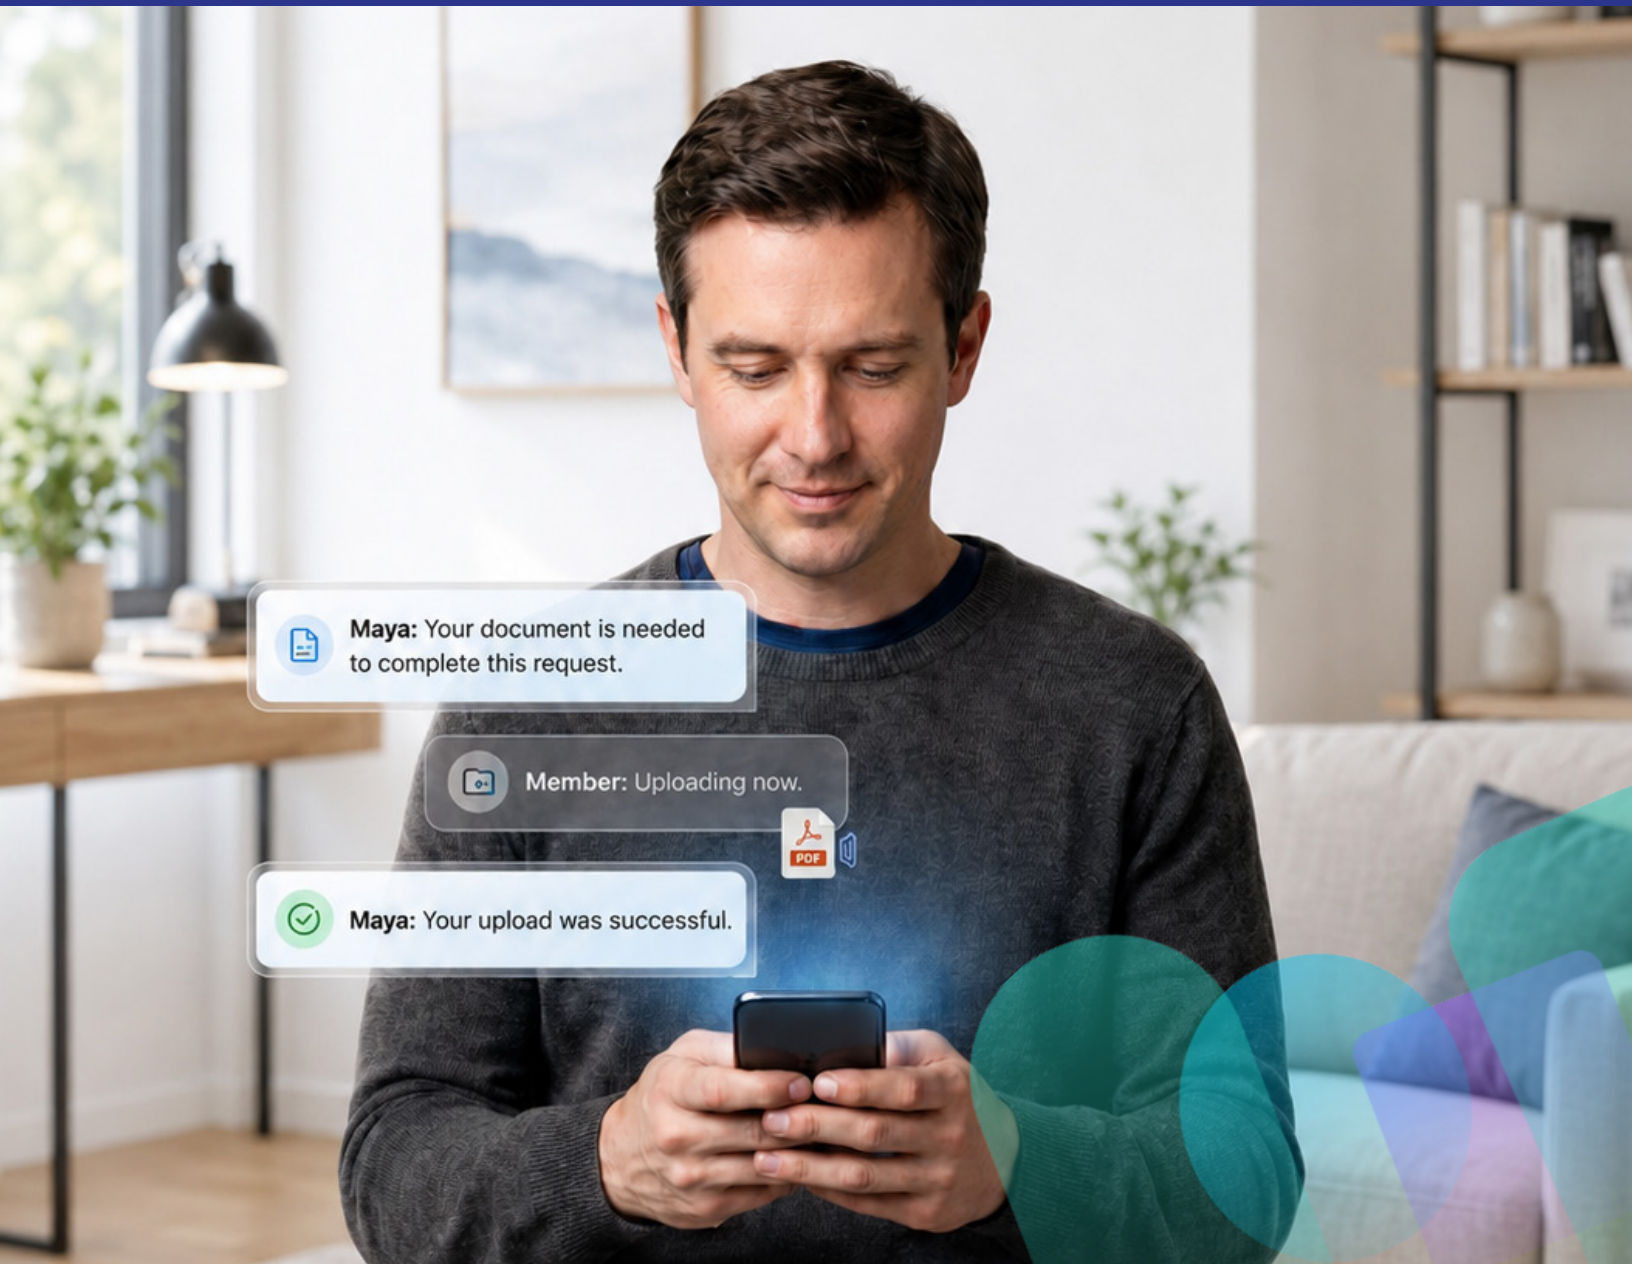 Maya: Your document is needed
to complete this request.
Member: Uploading now.
PDF
Maya: Your upload was successful.